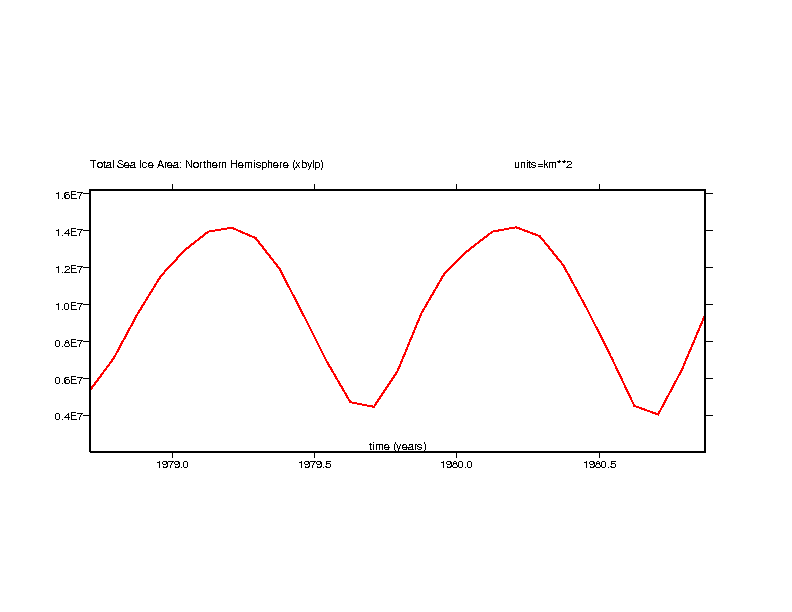 Total Sea Ice Area: Northern Hemisphere (xbylp) units=km**2
1.6E7
1.4E7
1.2E7
1.0E7
0.8E7
0.6E7
0.4E7
time (years)
1979.0 1979.5 1980.0 1980.5